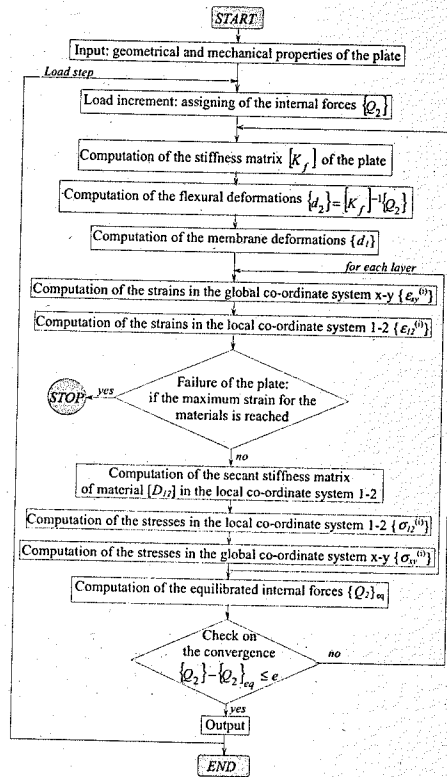 START
Input: geometrical and mechanical properties of the plate
Load step
Load increment: assigning of the internal forces {Q₂}
Computation of the stiffness matrix [K_f] of the plate
Computation of the flexural deformations {d₂}=[K_f]⁻¹{Q₂}
Computation of the membrane deformations {d₁}
for each layer
Computation of the strains in the global co-ordinate system x-y {ε_xy⁽ⁱ⁾}
Computation of the strains in the local co-ordinate system 1-2 {ε₁₂⁽ⁱ⁾}
Failure of the plate:
if the maximum strain for the
materials is reached
yes
STOP
no
Computation of the secant stiffness matrix
of material [D₁₂] in the local co-ordinate system 1-2
Computation of the stresses in the local co-ordinate system 1-2 {σ₁₂⁽ⁱ⁾}
Computation of the stresses in the global co-ordinate system x-y {σ_xy⁽ⁱ⁾}
Computation of the equilibrated internal forces {Q₂}_eq
Check on
the convergence
{Q₂}-{Q₂}_eq ≤ e
no
yes
Output
END